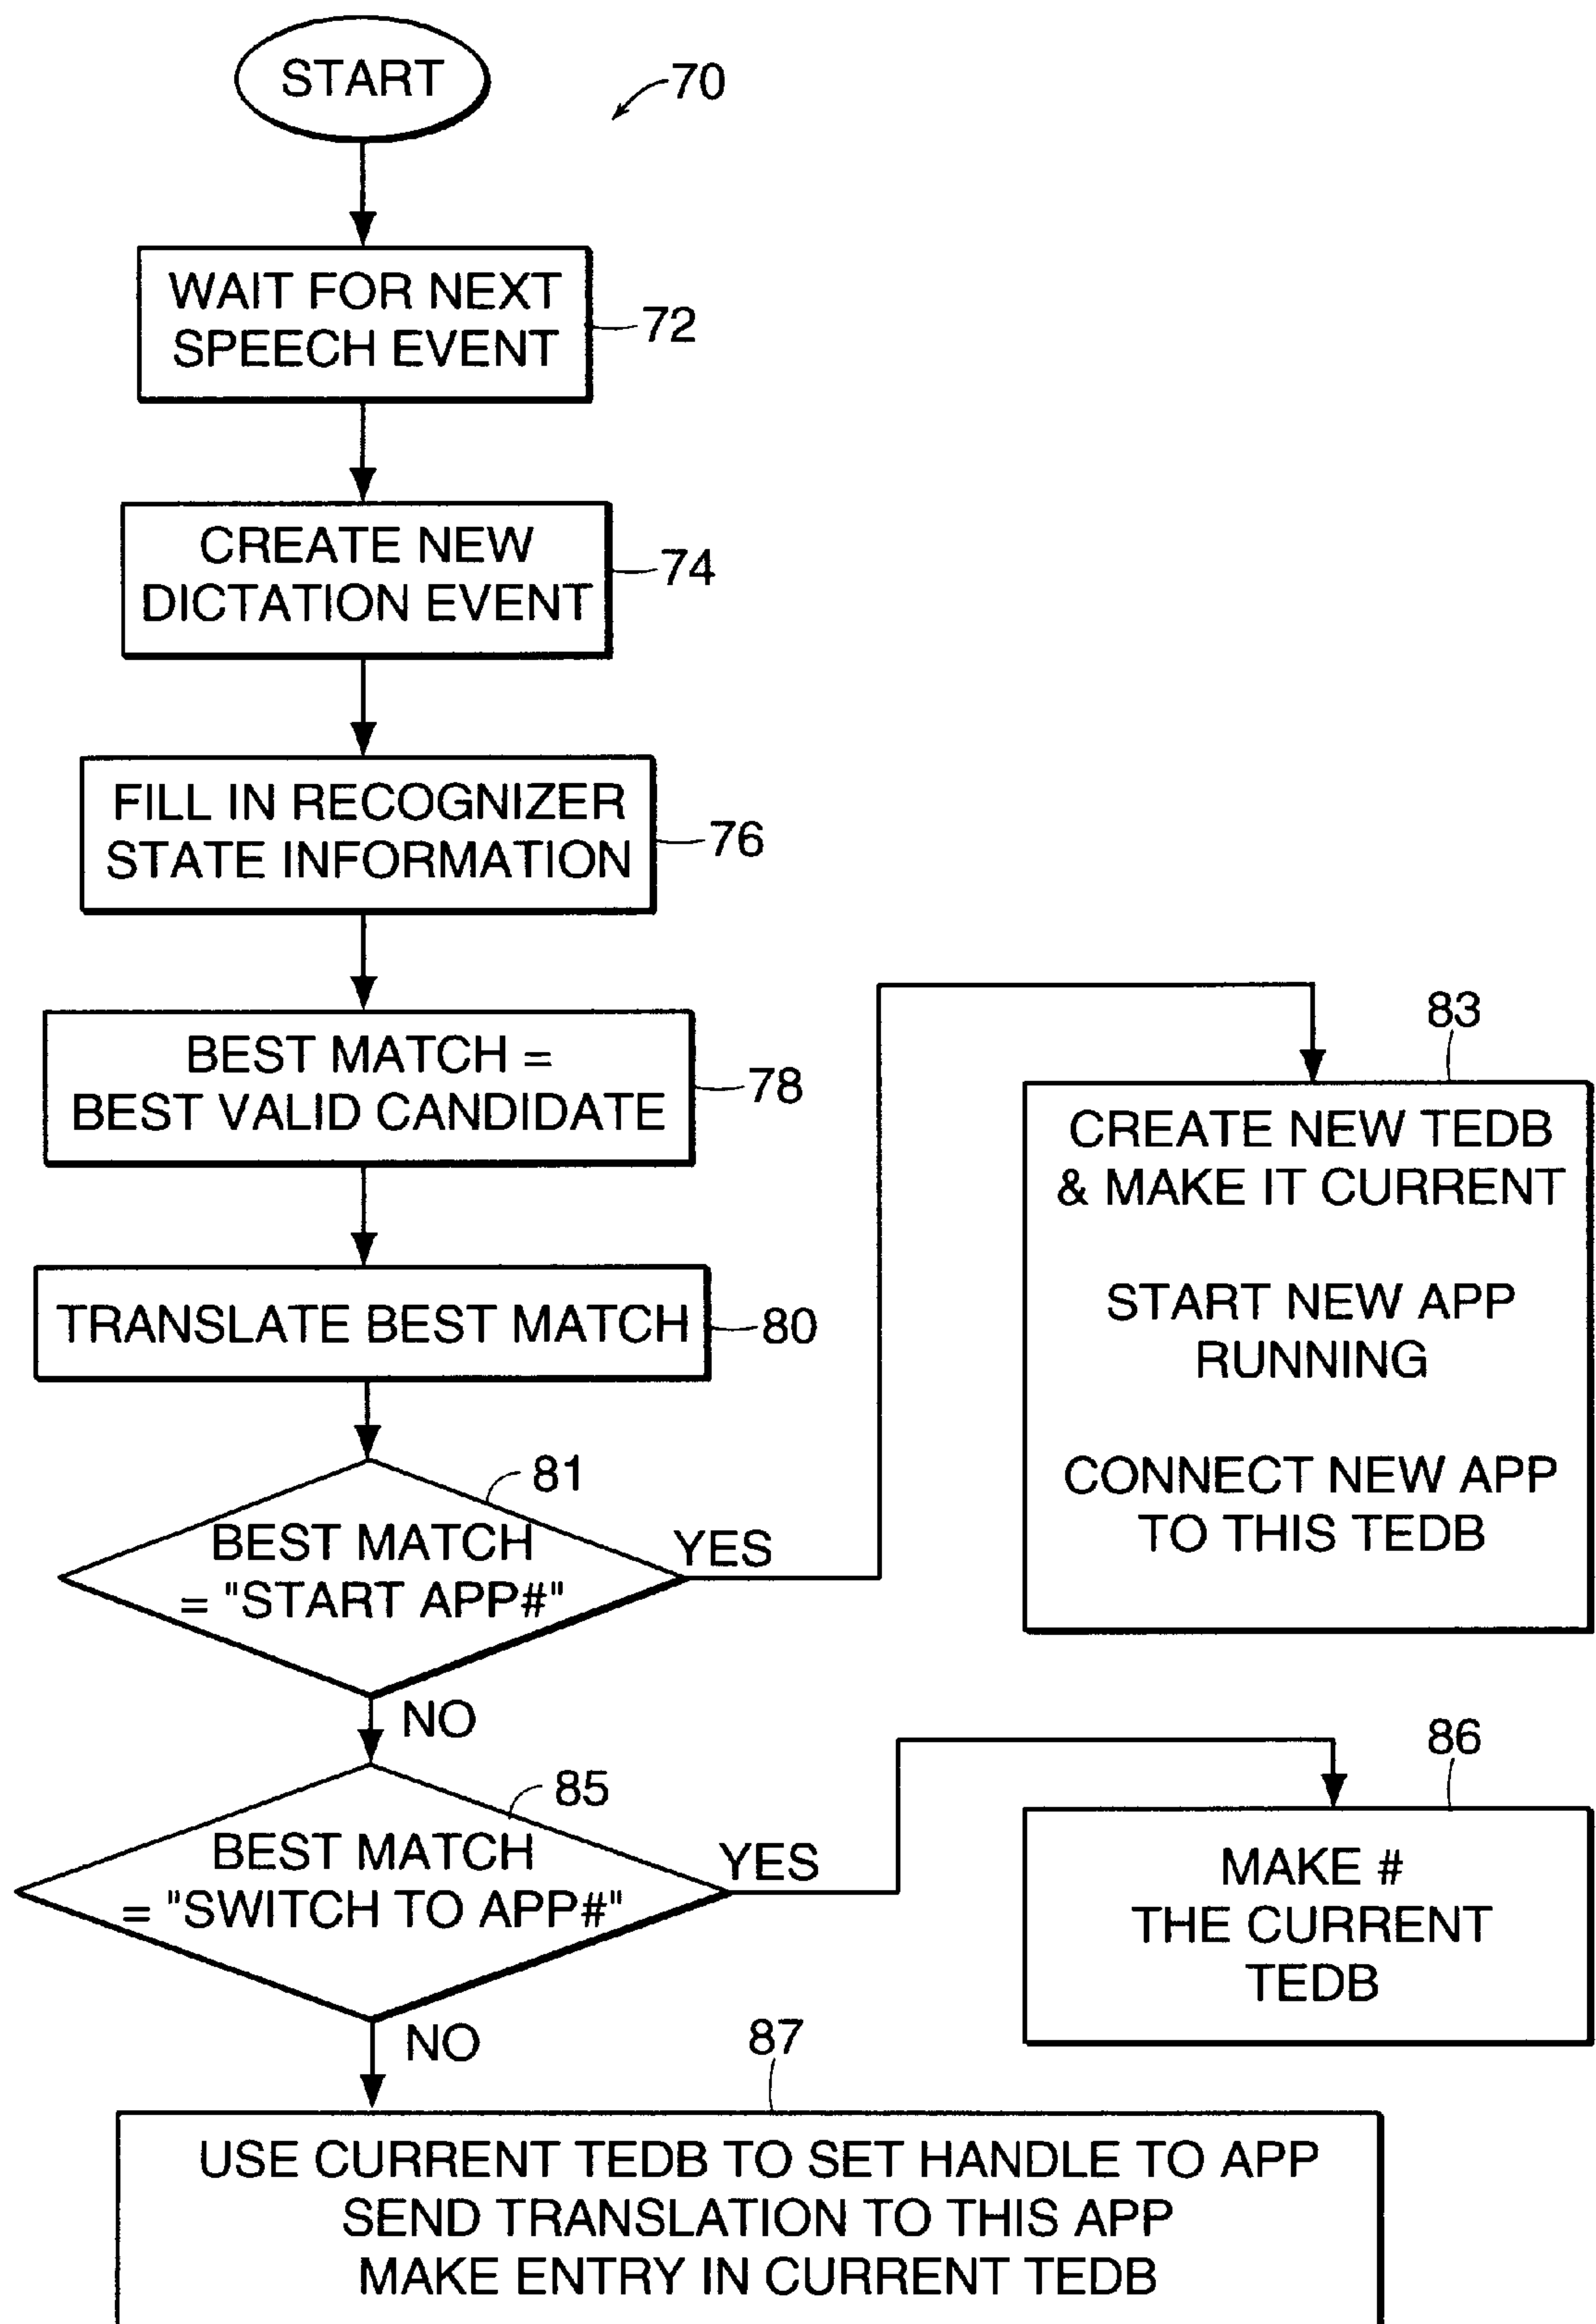 START
70
WAIT FOR NEXT
SPEECH EVENT
72
CREATE NEW
DICTATION EVENT
74
FILL IN RECOGNIZER
STATE INFORMATION
76
BEST MATCH =
BEST VALID CANDIDATE
78
TRANSLATE BEST MATCH
80
81
BEST MATCH
= "START APP#"
YES
NO
83
CREATE NEW TEDB
& MAKE IT CURRENT
START NEW APP
RUNNING
CONNECT NEW APP
TO THIS TEDB
85
BEST MATCH
= "SWITCH TO APP#"
YES
NO
86
MAKE #
THE CURRENT
TEDB
87
USE CURRENT TEDB TO SET HANDLE TO APP
SEND TRANSLATION TO THIS APP
MAKE ENTRY IN CURRENT TEDB